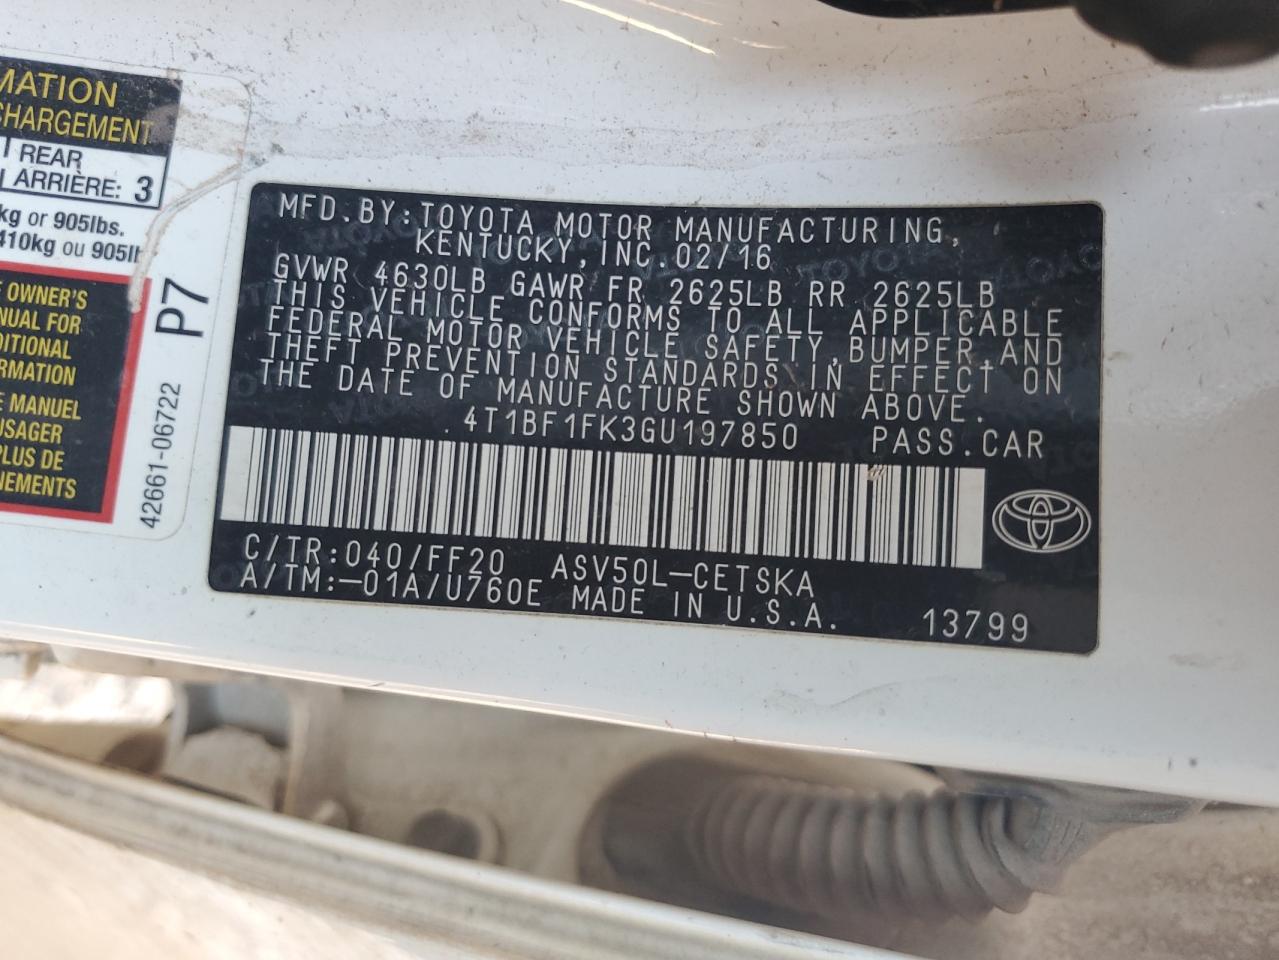 MATION
CHARGEMENT
REAR
ARRIÈRE: 3
kg or 905lbs.
410kg ou 905lb
E OWNER'S
NUAL FOR
DITIONAL
RMATION
E MANUEL
USAGER
PLUS DE
NEMENTS
P7
42661-06722
MFD.BY:TOYOTA MOTOR MANUFACTURING,
KENTUCKY,INC.02/16
GVWR 4630LB GAWR FR 2625LB RR 2625LB
THIS VEHICLE CONFORMS TO ALL APPLICABLE
FEDERAL MOTOR VEHICLE SAFETY,BUMPER,AND
THEFT PREVENTION STANDARDS IN EFFECT ON
THE DATE OF MANUFACTURE SHOWN ABOVE.
4T1BF1FK3GU197850 PASS.CAR
C/TR:040/FF20 ASV50L-CETSKA
A/TM:-01A/U760E MADE IN U.S.A. 13799